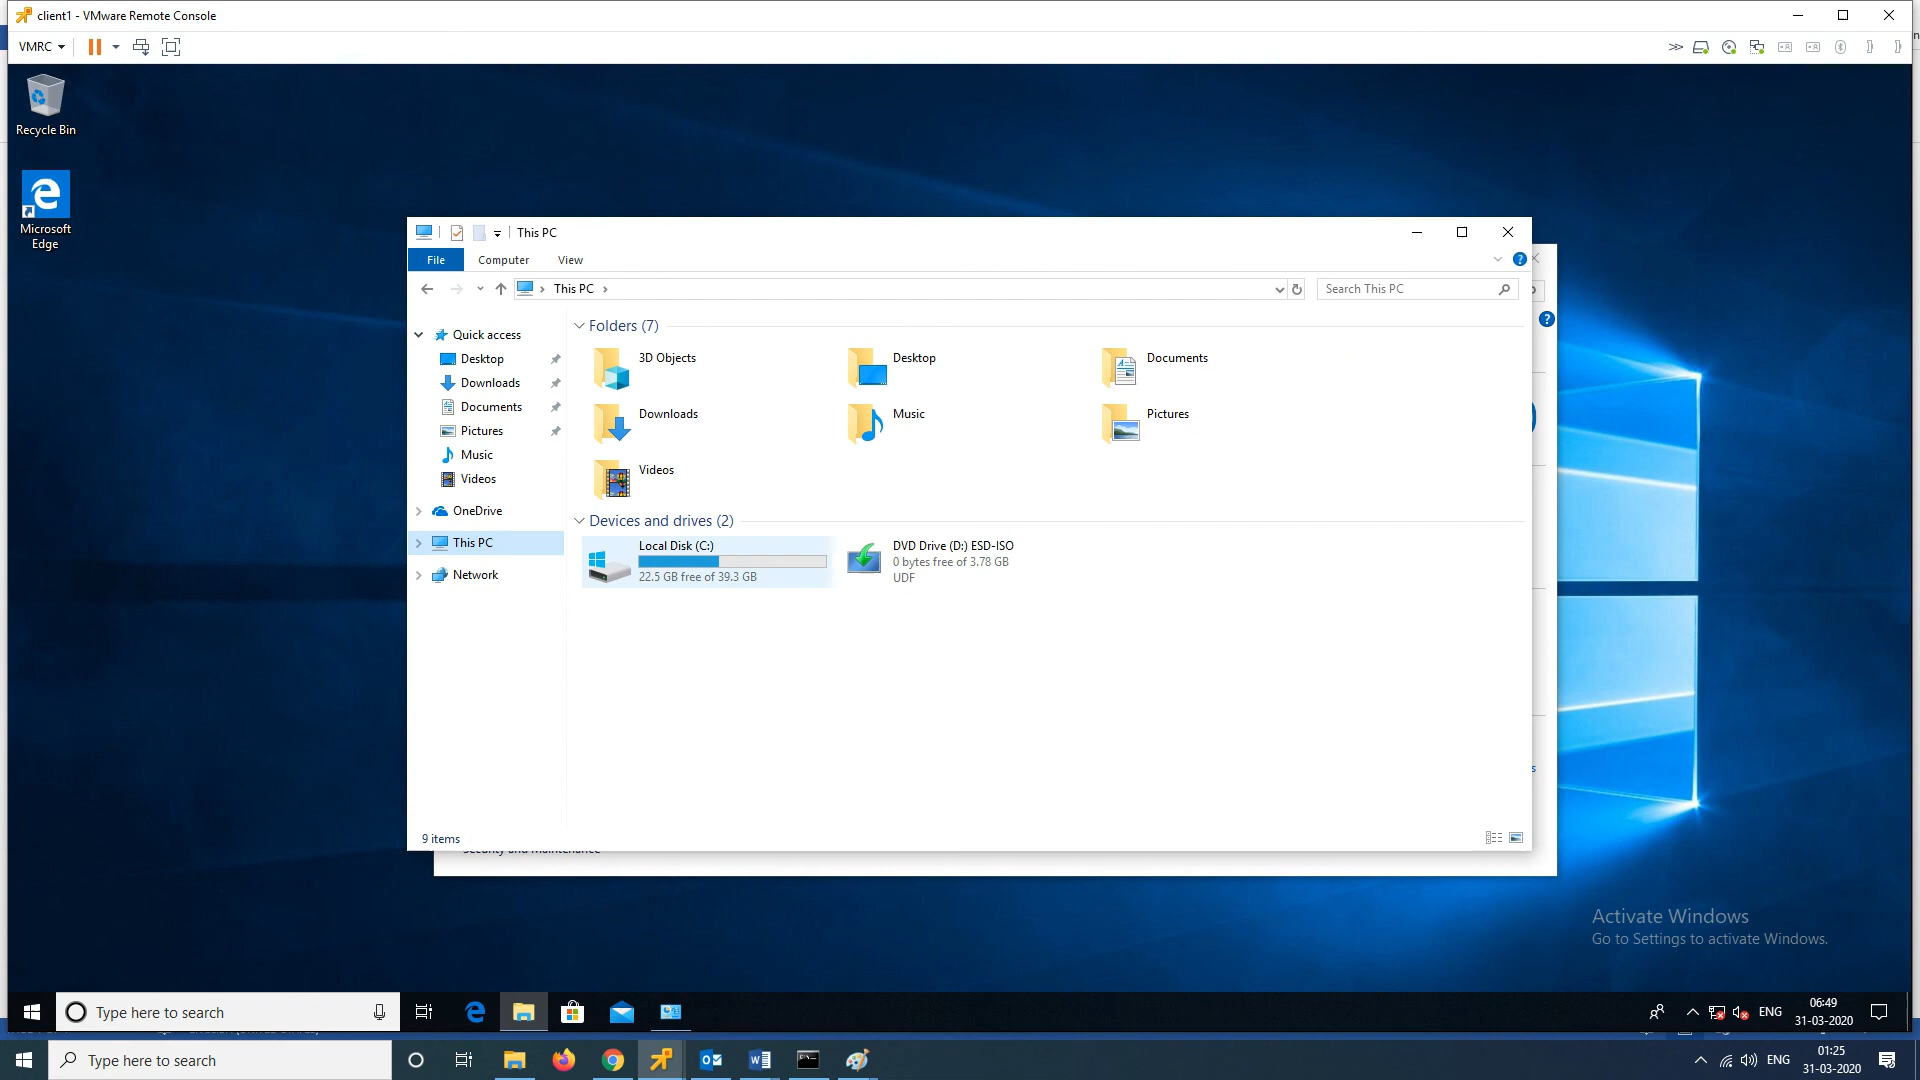 client1 - VMware Remote Console
VMRC
Recycle Bin
Microsoft
Edge
This PC
File
Computer
View
This PC
Search This PC
Quick access
Desktop
Downloads
Documents
Pictures
Music
Videos
OneDrive
This PC
Network
Folders (7)
3D Objects
Desktop
Documents
Downloads
Music
Pictures
Videos
Devices and drives (2)
Local Disk (C:)
22.5 GB free of 39.3 GB
DVD Drive (D:) ESD-ISO
0 bytes free of 3.78 GB
UDF
9 items
Security and Maintenance
Activate Windows
Go to Settings to activate Windows.
Type here to search
ENG
06:49
31-03-2020
Type here to search
ENG
01:25
31-03-2020